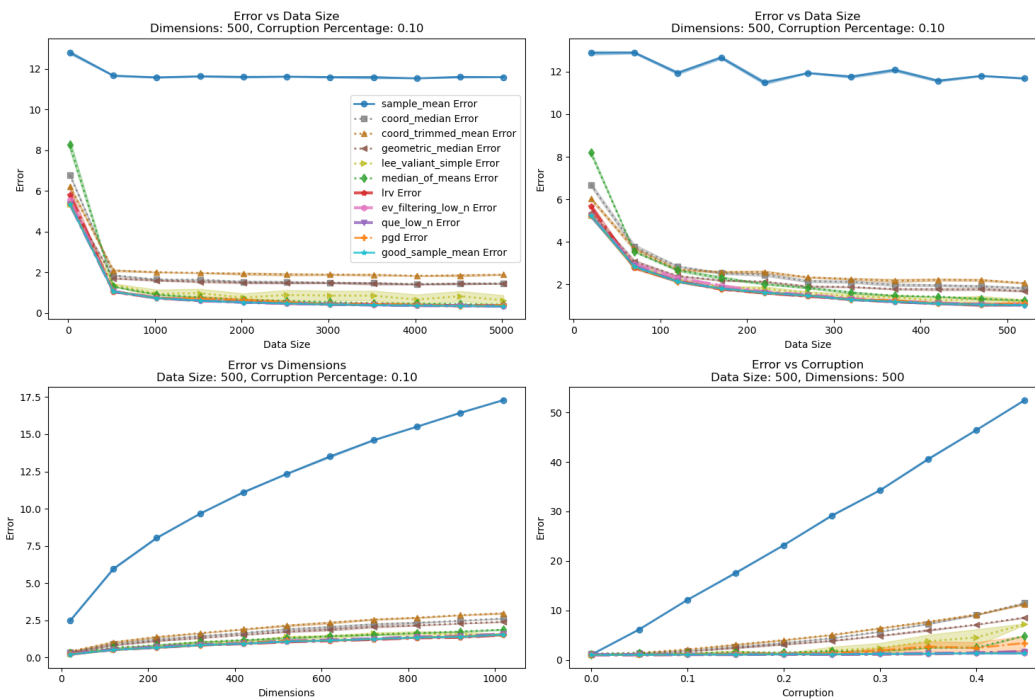 Error vs Data Size
Dimensions: 500, Corruption Percentage: 0.10
12
10
8
6
4
2
0
Error
0
1000
2000
3000
4000
5000
Data Size
sample_mean Error
coord_median Error
coord_trimmed_mean Error
geometric_median Error
lee_valiant_simple Error
median_of_means Error
lrv Error
ev_filtering_low_n Error
que_low_n Error
pgd Error
good_sample_mean Error
Error vs Data Size
Dimensions: 500, Corruption Percentage: 0.10
12
10
8
6
4
2
Error
0
100
200
300
400
500
Data Size
Error vs Dimensions
Data Size: 500, Corruption Percentage: 0.10
17.5
15.0
12.5
10.0
7.5
5.0
2.5
0.0
Error
0
200
400
600
800
1000
Dimensions
Error vs Corruption
Data Size: 500, Dimensions: 500
50
40
30
20
10
0
Error
0.0
0.1
0.2
0.3
0.4
Corruption